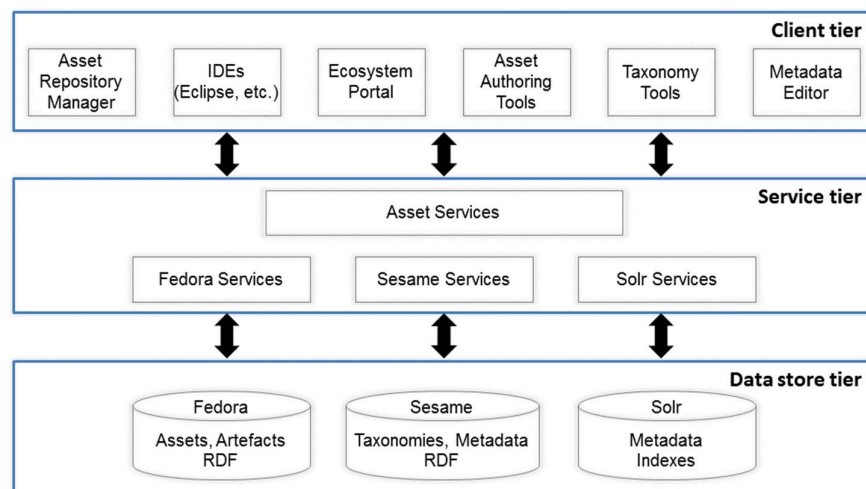 Client tier
Asset
Repository
Manager
IDEs
(Eclipse, etc.)
Ecosystem
Portal
Asset
Authoring
Tools
Taxonomy
Tools
Metadata
Editor
Service tier
Asset Services
Fedora Services
Sesame Services
Solr Services
Data store tier
Fedora
Assets, Artefacts
RDF
Sesame
Taxonomies, Metadata
RDF
Solr
Metadata
Indexes